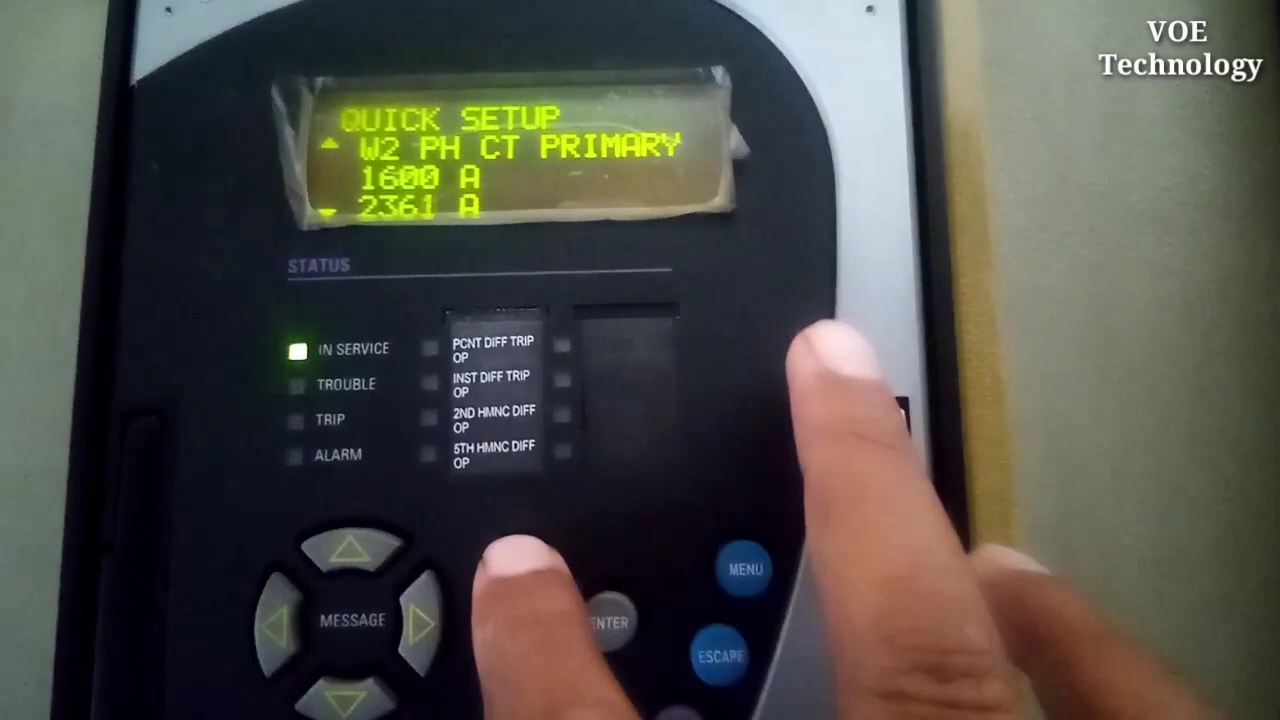 VOE
Technology
QUICK SETUP
W2 PH CT PRIMARY
1600 A
2361 A
STATUS
IN SERVICE
TROUBLE
TRIP
ALARM
PCNT DIFF TRIP
OP
INST DIFF TRIP
OP
2ND HMNC DIFF
OP
5TH HMNC DIFF
OP
MESSAGE
MENU
ENTER
ESCAPE